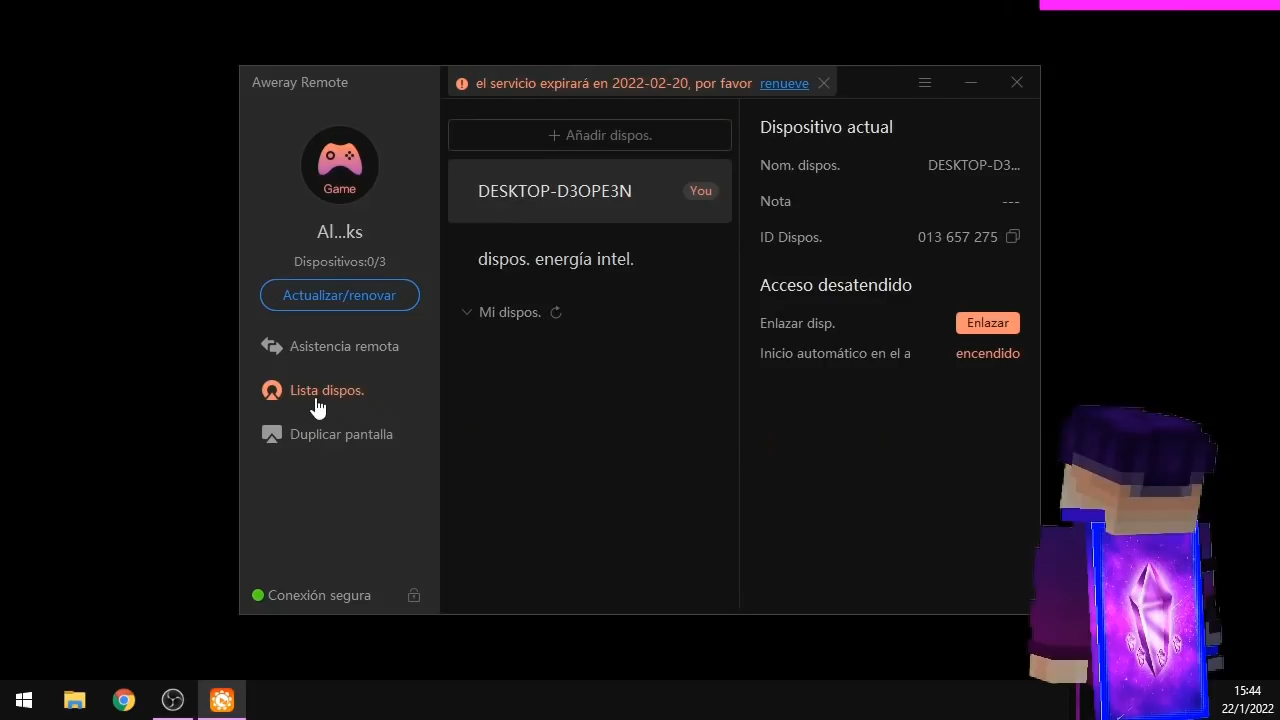 Aweray Remote
el servicio expirará en 2022-02-20, por favor renueve
Game
Al...ks
Dispositivos:0/3
Actualizar/renovar
Asistencia remota
Lista dispos.
Duplicar pantalla
Conexión segura
+ Añadir dispos.
DESKTOP-D3OPE3N You
dispos. energía intel.
Mi dispos.
Dispositivo actual
Nom. dispos. DESKTOP-D3...
Nota ---
ID Dispos. 013 657 275
Acceso desatendido
Enlazar disp. Enlazar
Inicio automático en el a encendido
15:44
22/1/2022